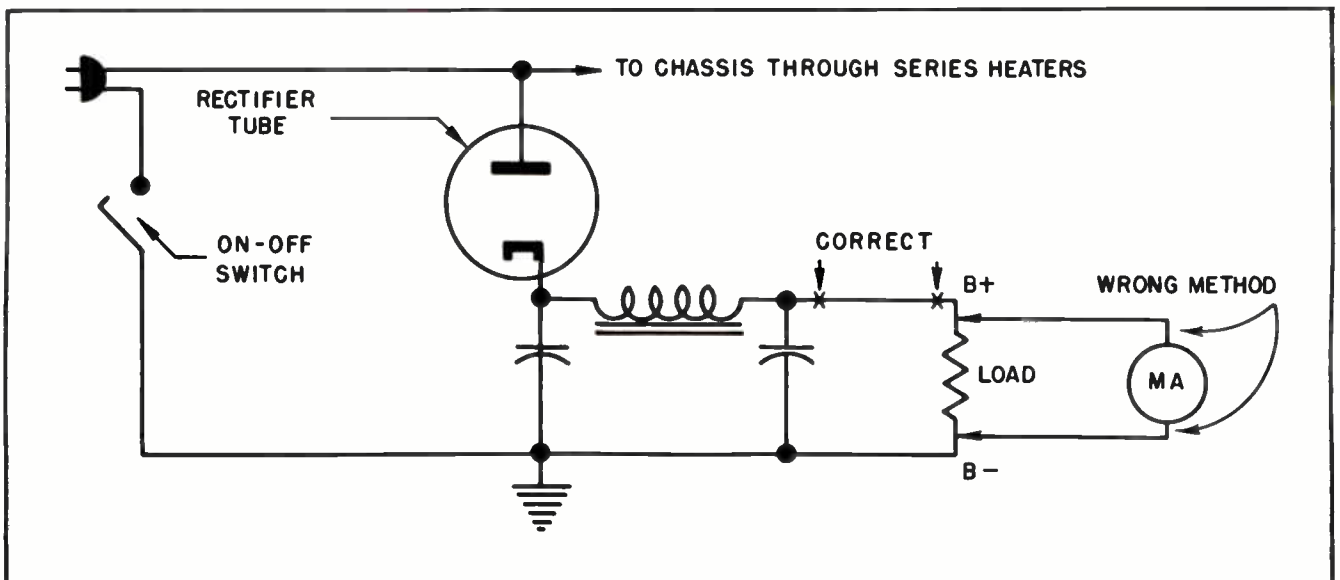 TO CHASSIS THROUGH SERIES HEATERS
RECTIFIER
TUBE
ON-OFF
SWITCH
CORRECT
B+
WRONG METHOD
LOAD
MA
B-